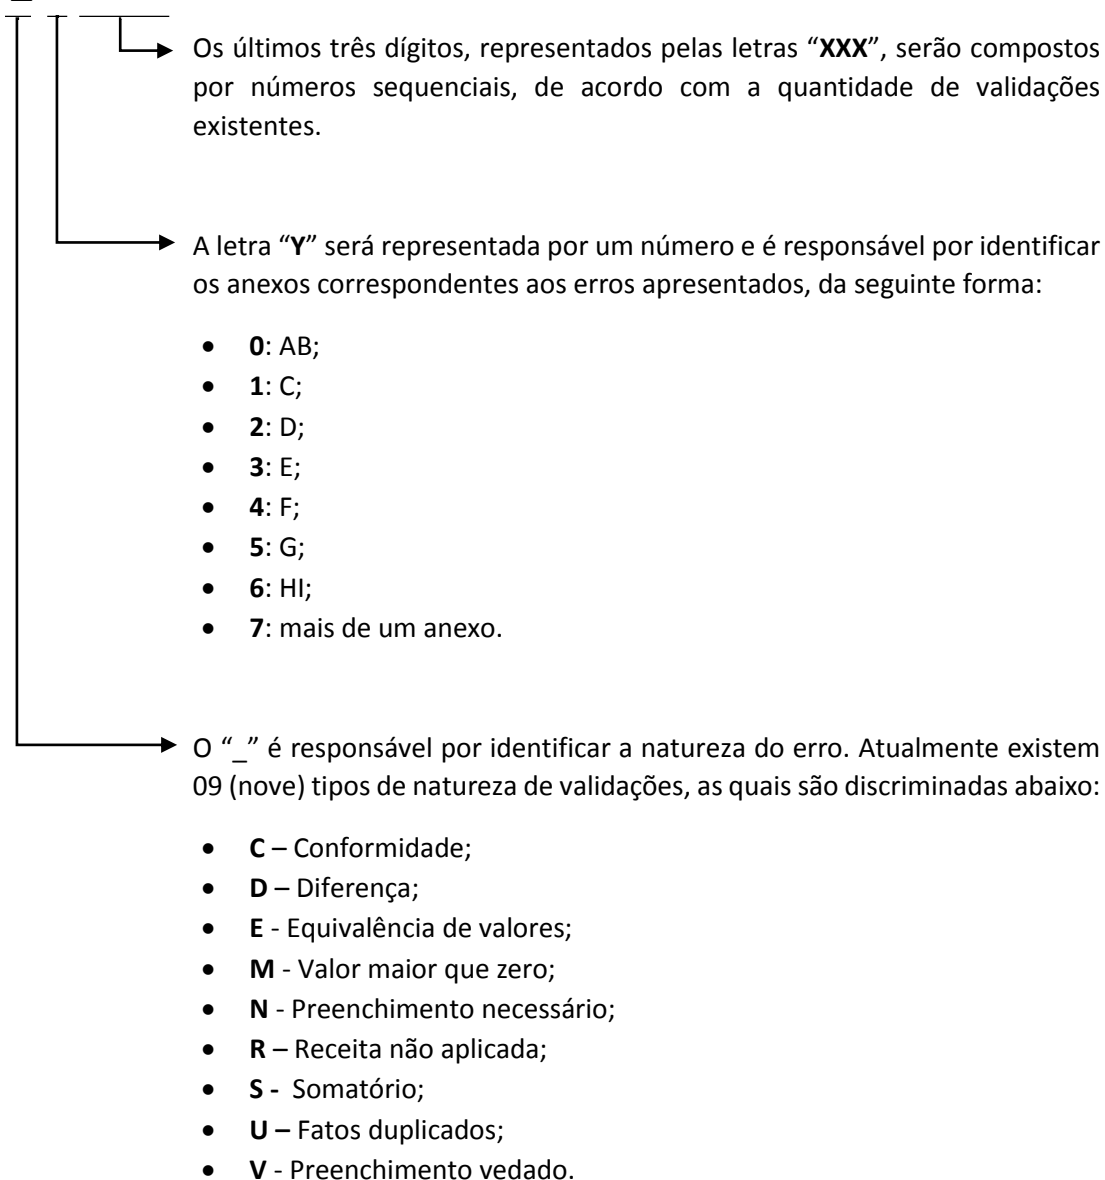 Os últimos três dígitos, representados pelas letras “XXX”, serão compostos
por números sequenciais, de acordo com a quantidade de validações
existentes.
A letra “Y” será representada por um número e é responsável por identificar
os anexos correspondentes aos erros apresentados, da seguinte forma:
• 0: AB;
• 1: C;
• 2: D;
• 3: E;
• 4: F;
• 5: G;
• 6: HI;
• 7: mais de um anexo.
O “_” é responsável por identificar a natureza do erro. Atualmente existem
09 (nove) tipos de natureza de validações, as quais são discriminadas abaixo:
• C – Conformidade;
• D – Diferença;
• E - Equivalência de valores;
• M - Valor maior que zero;
• N - Preenchimento necessário;
• R – Receita não aplicada;
• S - Somatório;
• U – Fatos duplicados;
• V - Preenchimento vedado.